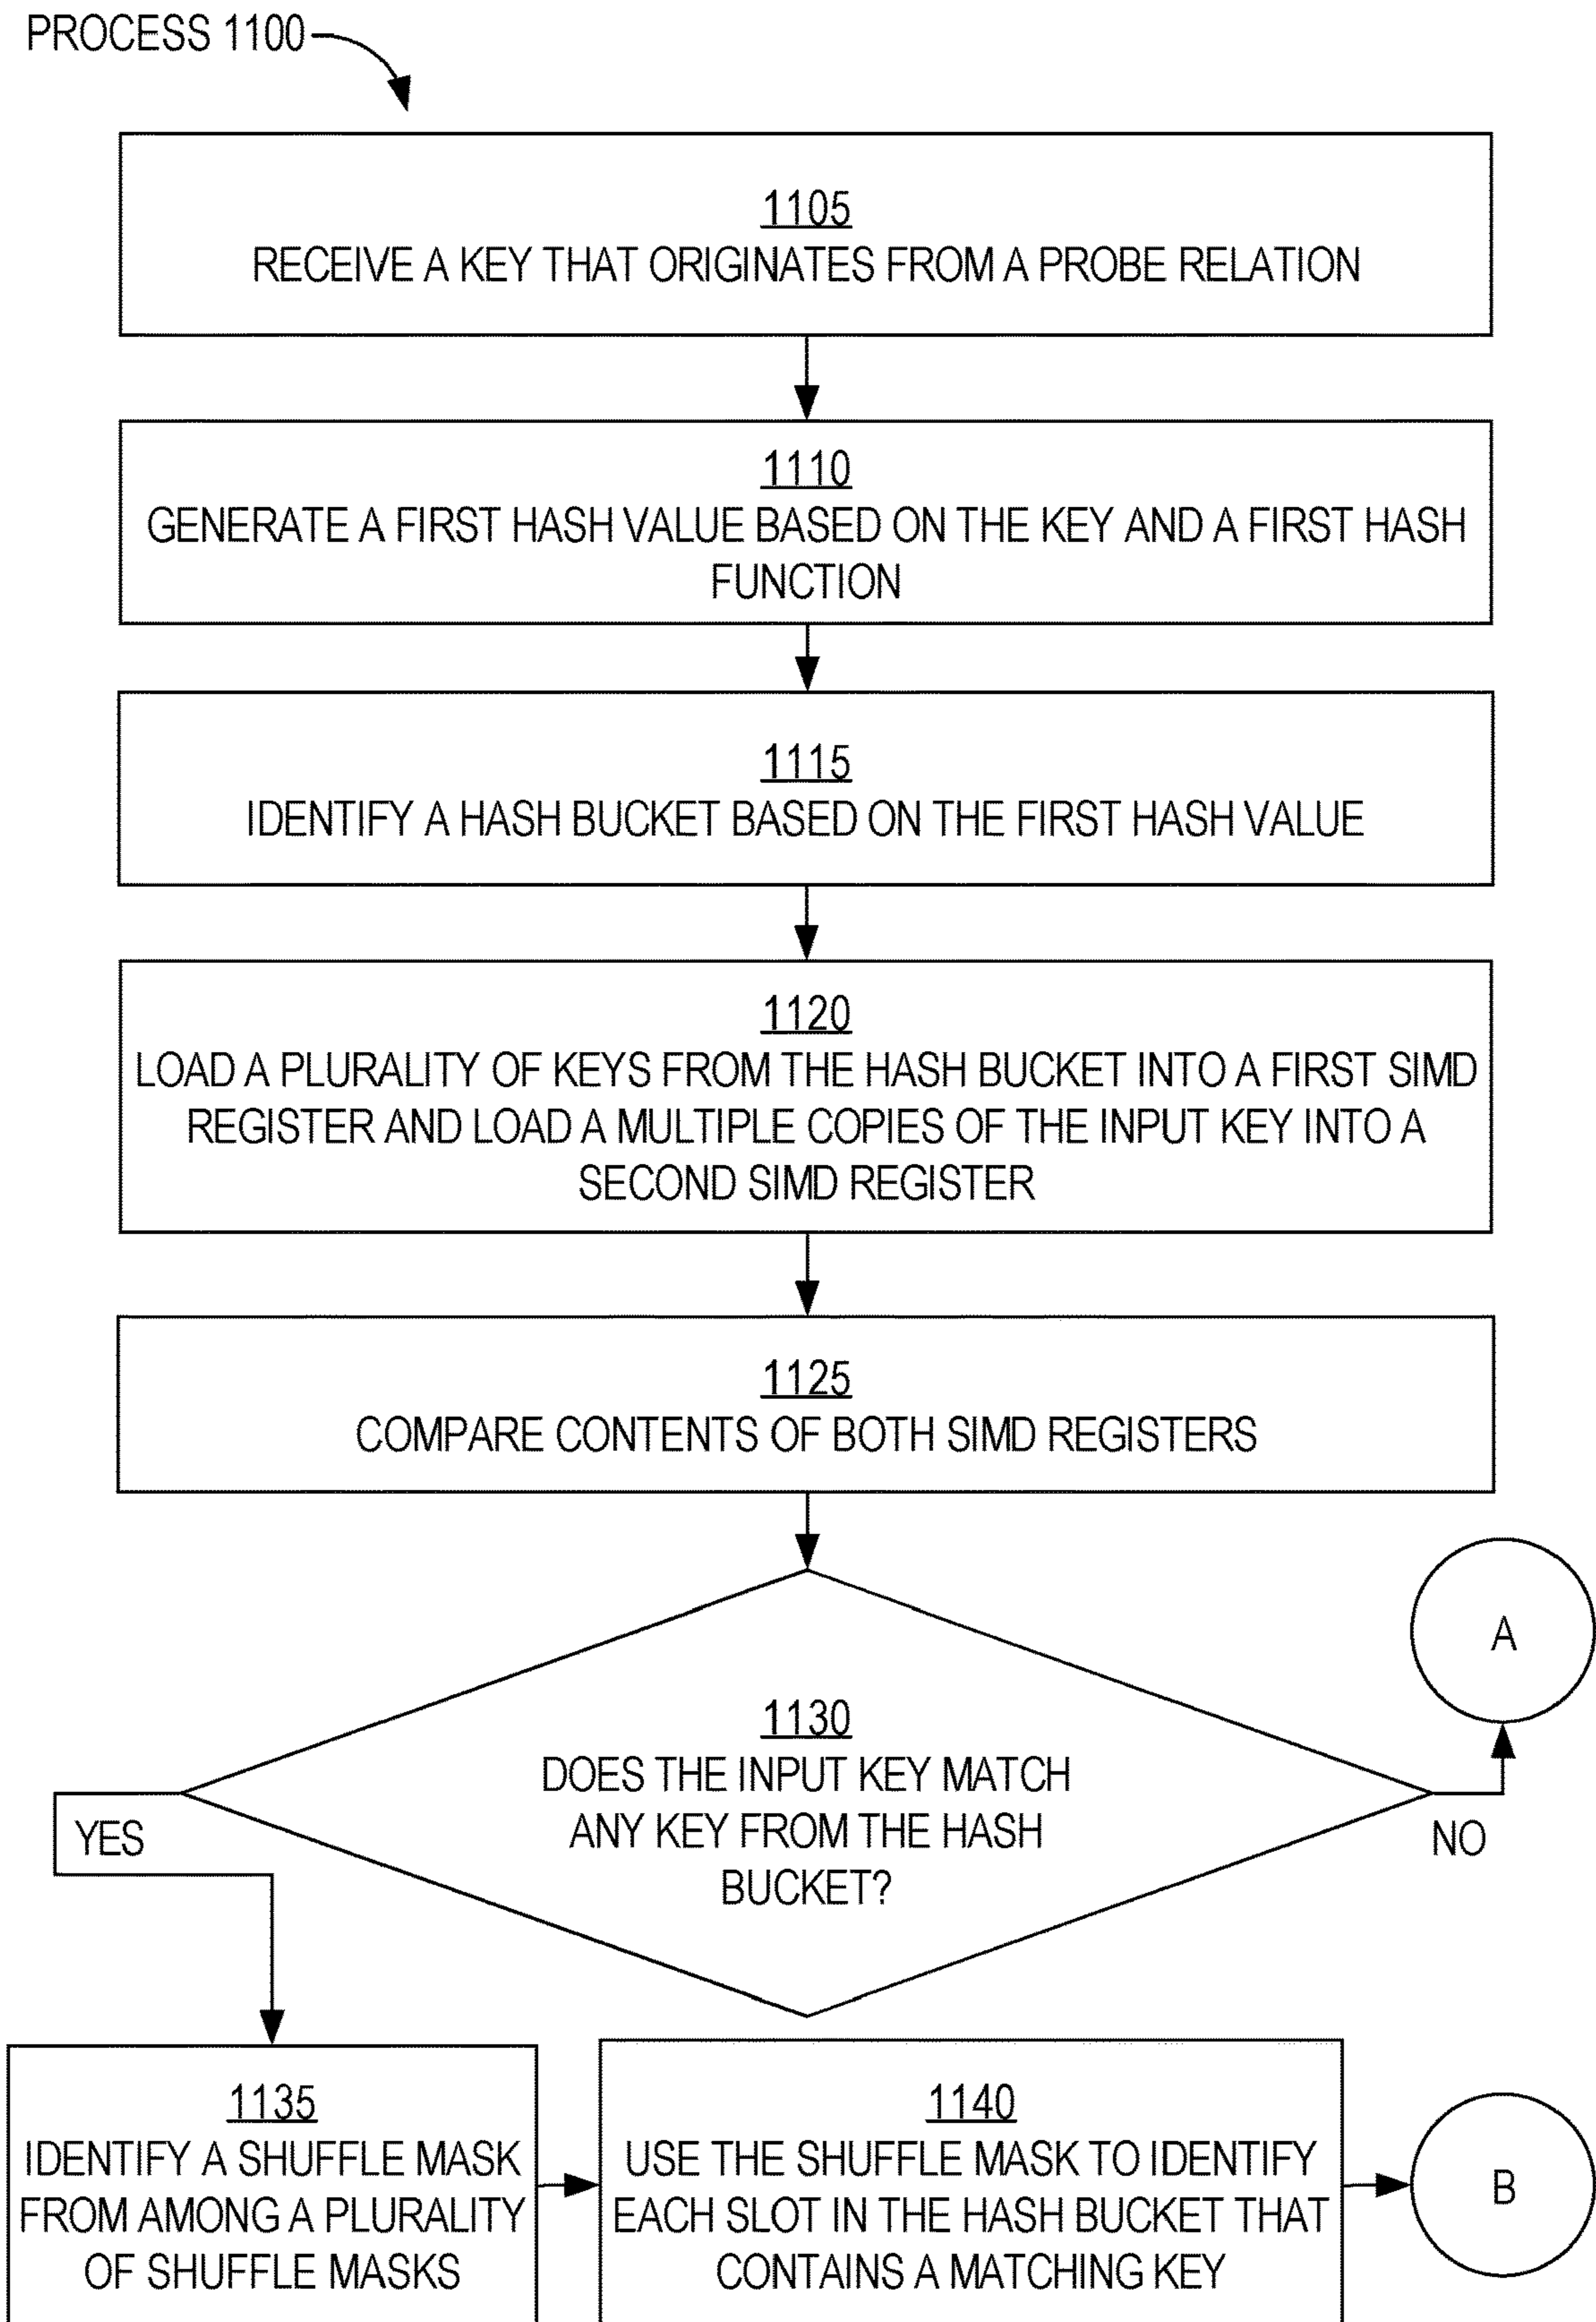 PROCESS 1100
1105
RECEIVE A KEY THAT ORIGINATES FROM A PROBE RELATION
1110
GENERATE A FIRST HASH VALUE BASED ON THE KEY AND A FIRST HASH
FUNCTION
1115
IDENTIFY A HASH BUCKET BASED ON THE FIRST HASH VALUE
1120
LOAD A PLURALITY OF KEYS FROM THE HASH BUCKET INTO A FIRST SIMD
REGISTER AND LOAD A MULTIPLE COPIES OF THE INPUT KEY INTO A
SECOND SIMD REGISTER
1125
COMPARE CONTENTS OF BOTH SIMD REGISTERS
A
1130
DOES THE INPUT KEY MATCH
ANY KEY FROM THE HASH
BUCKET?
YES
NO
1135
IDENTIFY A SHUFFLE MASK
FROM AMONG A PLURALITY
OF SHUFFLE MASKS
1140
USE THE SHUFFLE MASK TO IDENTIFY
EACH SLOT IN THE HASH BUCKET THAT
CONTAINS A MATCHING KEY
B